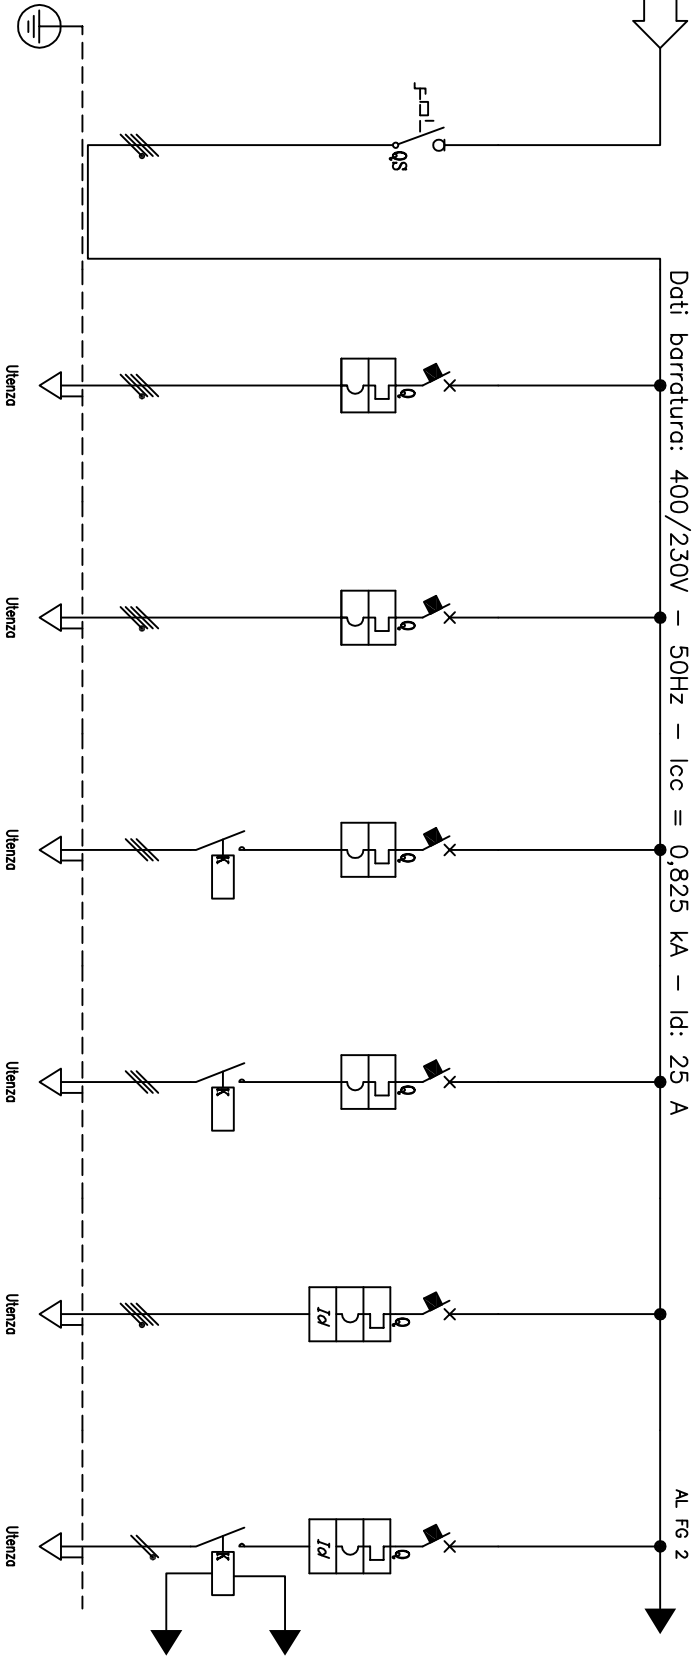 Dati barratura: 400/230V – 50Hz – Icc = 0,825 kA – Id: 25 A
AL FG 2
QS
Q
Q
Q
Q
Q
Q
Id
Id
K
K
K
Utenza
Utenza
Utenza
Utenza
Utenza
Utenza